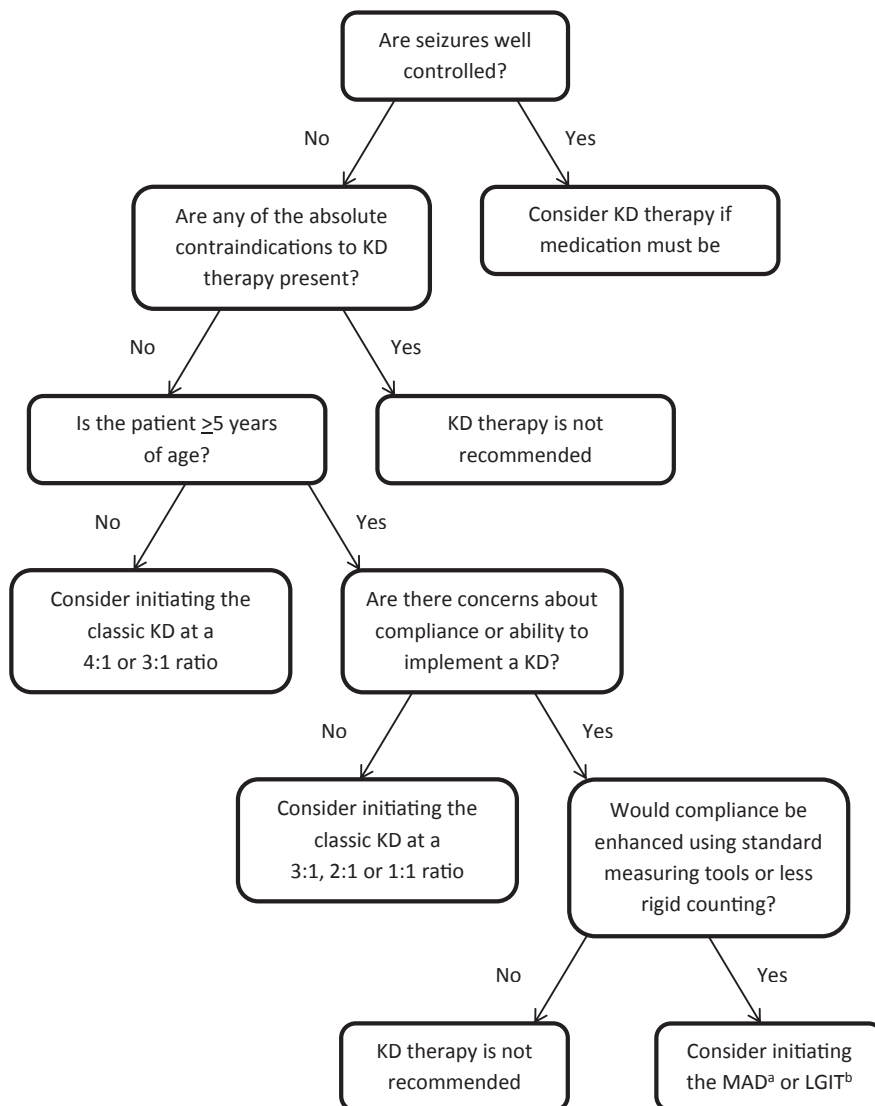 Are seizures well
controlled?
No
Yes
Are any of the absolute
contraindications to KD
therapy present?
Consider KD therapy if
medication must be
No
Yes
Is the patient ≥5 years
of age?
KD therapy is not
recommended
No
Yes
Consider initiating the
classic KD at a
4:1 or 3:1 ratio
Are there concerns about
compliance or ability to
implement a KD?
No
Yes
Consider initiating the
classic KD at a
3:1, 2:1 or 1:1 ratio
Would compliance be
enhanced using standard
measuring tools or less
rigid counting?
No
Yes
KD therapy is not
recommended
Consider initiating
the MADᵃ or LGITᵇ